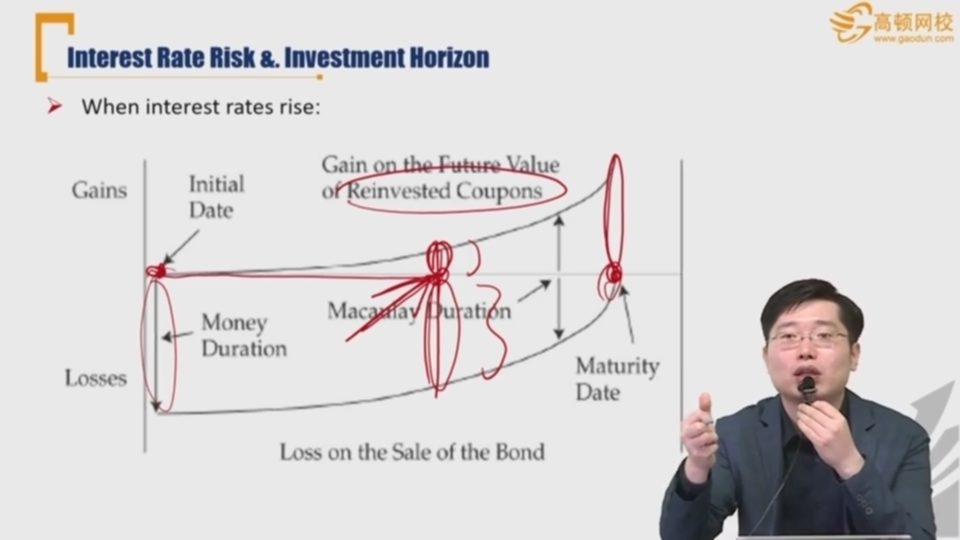 高顿网校
www.gaodun.com
Interest Rate Risk &. Investment Horizon
When interest rates rise:
Gain on the Future Value
of Reinvested Coupons
Gains
Initial
Date
Macaulay Duration
Money
Duration
Losses
Maturity
Date
Loss on the Sale of the Bond